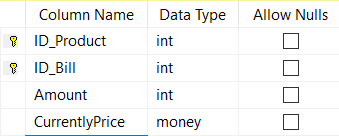 Column Name Data Type Allow Nulls
ID_Product int
ID_Bill int
Amount int
CurrentlyPrice money